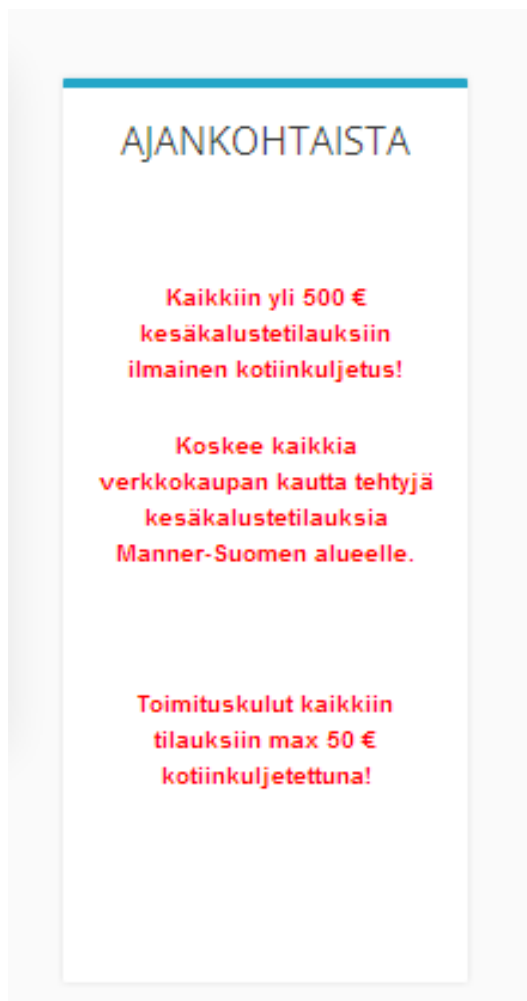 AJANKOHTAISTA
Kaikkiin yli 500 €
kesäkalustetilauksiin
ilmainen kotiinkuljetus!
Koskee kaikkia
verkkokaupan kautta tehtyjä
kesäkalustetilauksia
Manner-Suomen alueelle.
Toimituskulut kaikkiin
tilauksiin max 50 €
kotiinkuljetettuna!